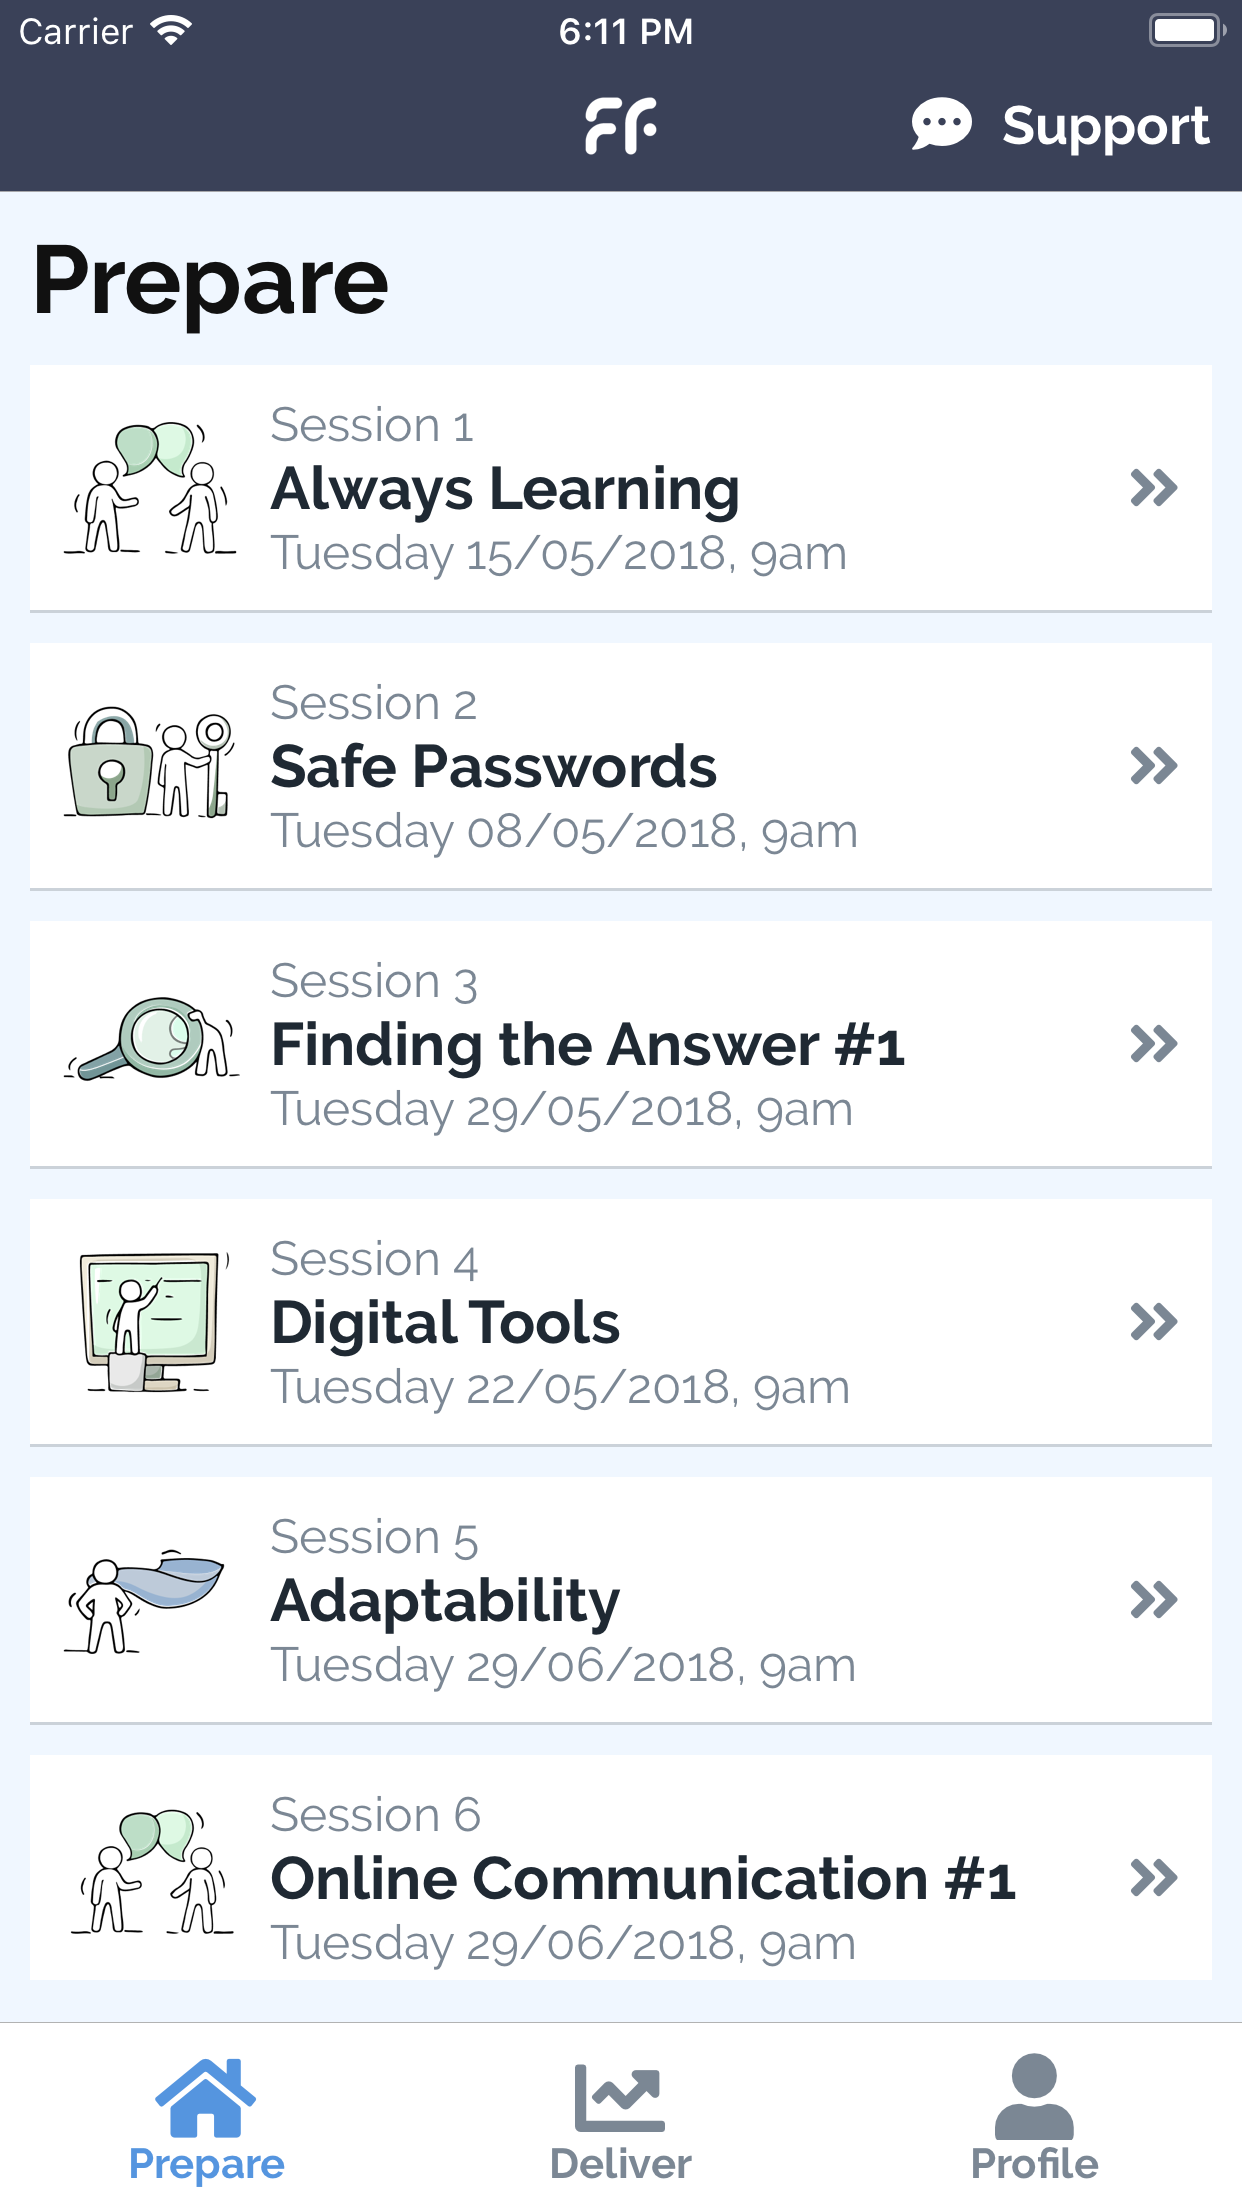 Carrier 6:11 PM
Support
Prepare
Session 1
Always Learning
Tuesday 15/05/2018, 9am
Session 2
Safe Passwords
Tuesday 08/05/2018, 9am
Session 3
Finding the Answer #1
Tuesday 29/05/2018, 9am
Session 4
Digital Tools
Tuesday 22/05/2018, 9am
Session 5
Adaptability
Tuesday 29/06/2018, 9am
Session 6
Online Communication #1
Tuesday 29/06/2018, 9am
Prepare Deliver Profile